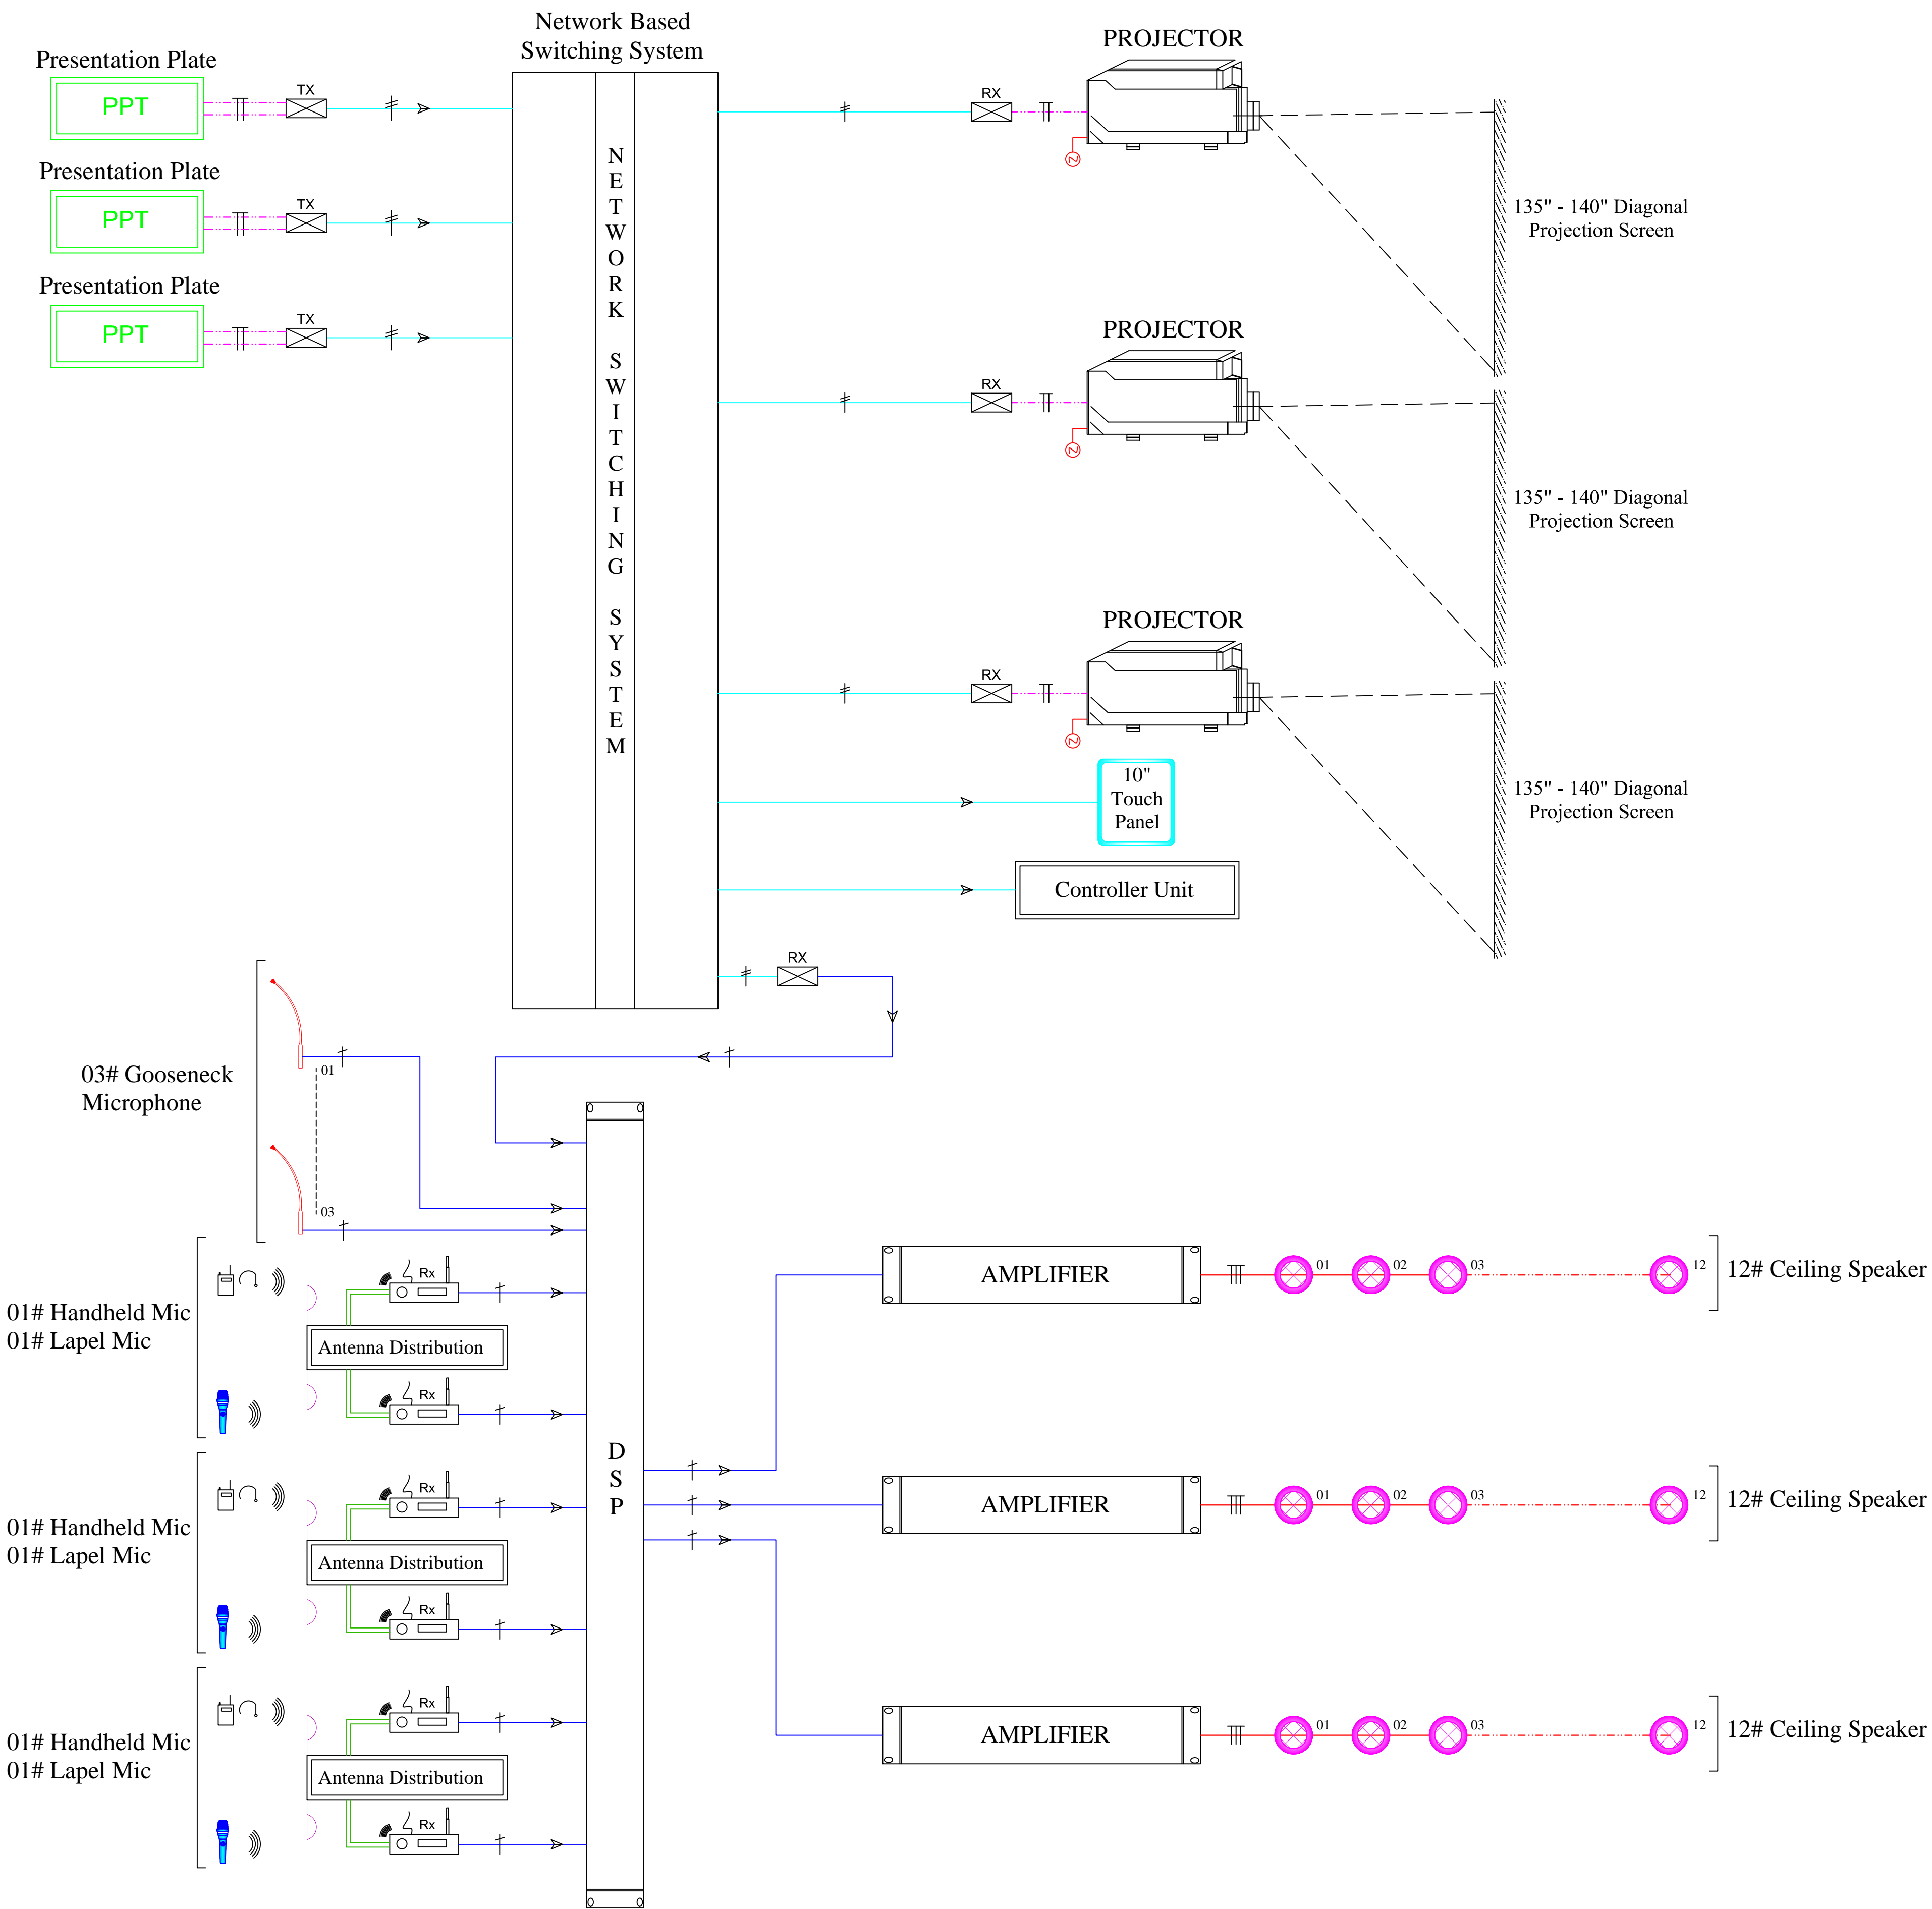 Network Based
Switching System
Presentation Plate
PPT
TX
Presentation Plate
PPT
TX
Presentation Plate
PPT
TX
NETWORK SWITCHING SYSTEM
PROJECTOR
RX
135" - 140" Diagonal
Projection Screen
PROJECTOR
RX
135" - 140" Diagonal
Projection Screen
PROJECTOR
RX
135" - 140" Diagonal
Projection Screen
10"
Touch
Panel
Controller Unit
RX
03# Gooseneck
Microphone
01
03
01# Handheld Mic
01# Lapel Mic
Rx
Antenna Distribution
Rx
01# Handheld Mic
01# Lapel Mic
Rx
Antenna Distribution
Rx
01# Handheld Mic
01# Lapel Mic
Rx
Antenna Distribution
Rx
DSP
AMPLIFIER
01 02 03 12
12# Ceiling Speaker
AMPLIFIER
01 02 03 12
12# Ceiling Speaker
AMPLIFIER
01 02 03 12
12# Ceiling Speaker